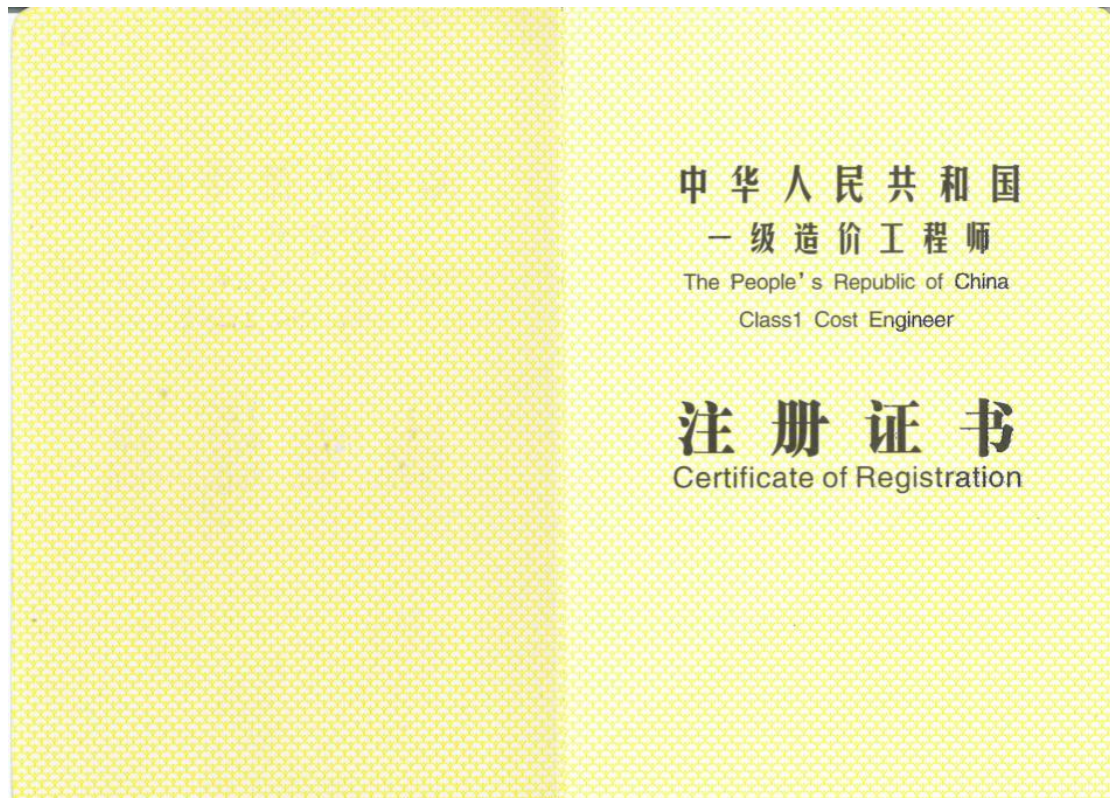 中华人民共和国
一级造价工程师
The People's Republic of China
Class1 Cost Engineer
注册证书
Certificate of Registration